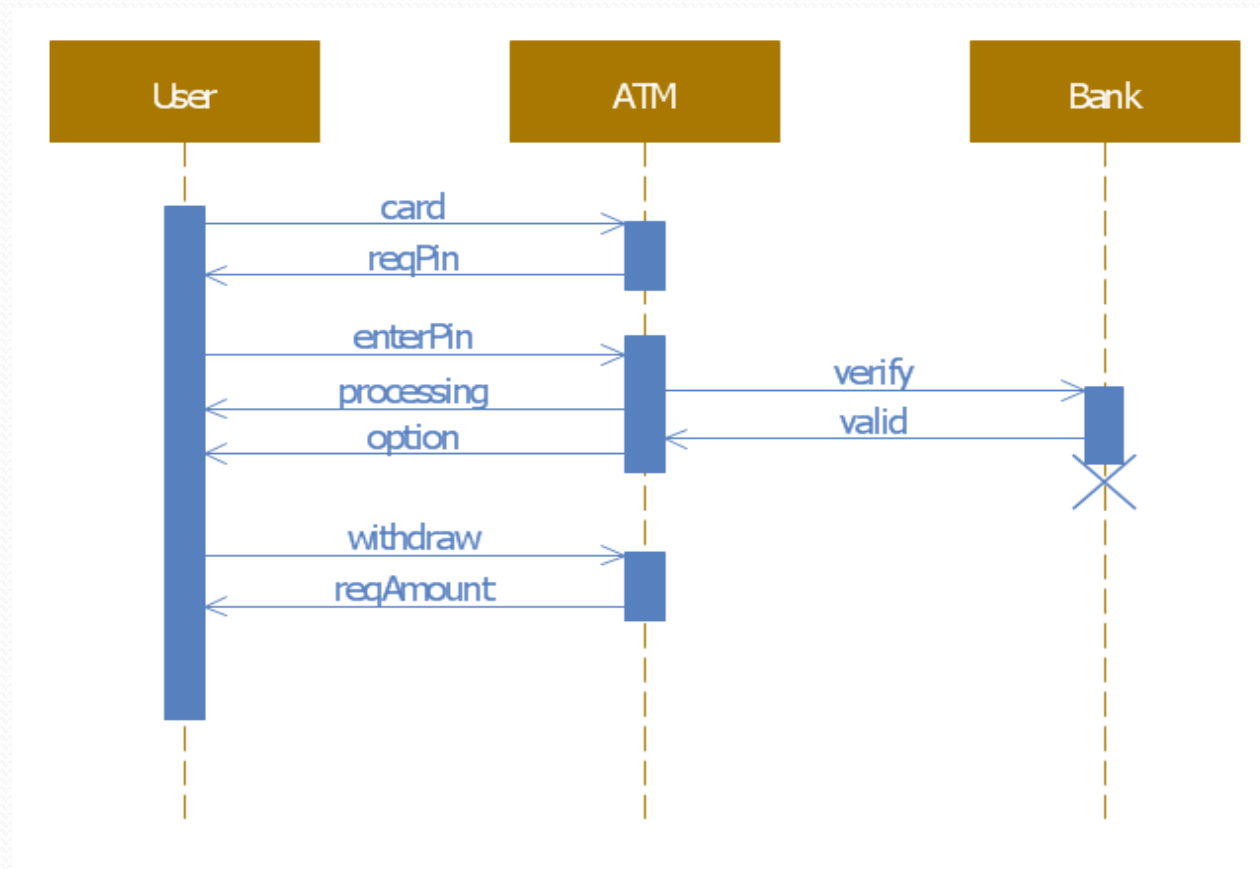 User
ATM
Bank
card
reqPin
enterPin
verify
processing
valid
option
withdraw
reqAmount